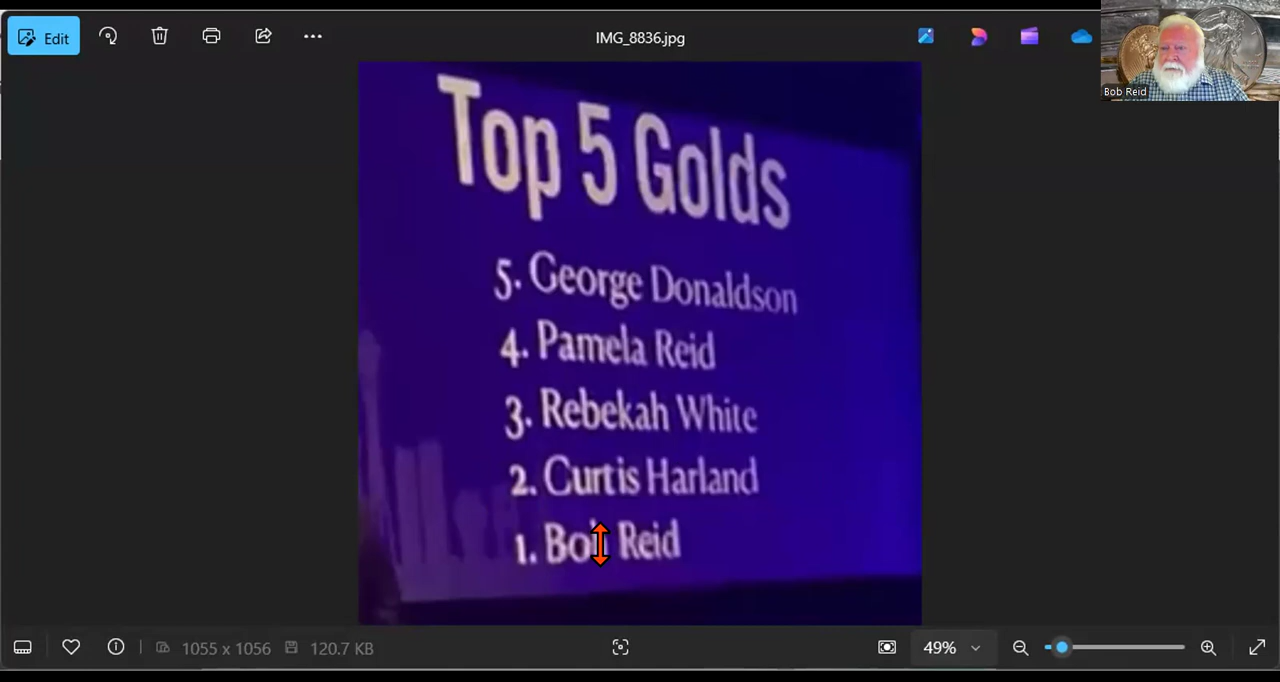 Edit
IMG_8836.jpg
Bob Reid
Top 5 Golds
5. George Donaldson
4. Pamela Reid
3. Rebekah White
2. Curtis Harland
1. Bob Reid
1055 x 1056
120.7 KB
49%